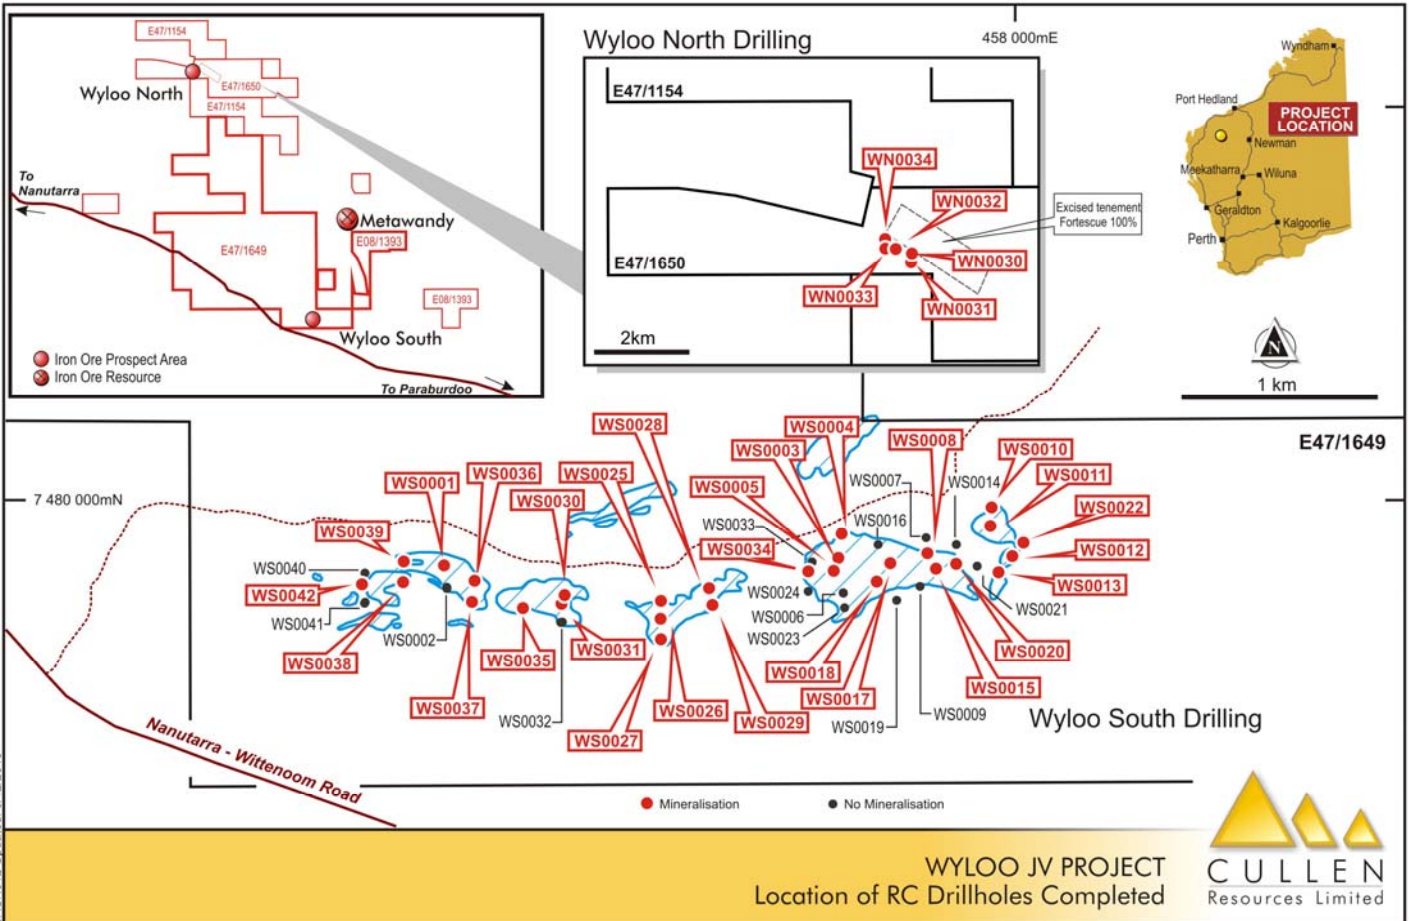 E47/1154
Wyloo North
E47/1650
E47/1154
To
Nanutarra
Metawandy
E08/1393
E47/1649
E08/1393
Wyloo South
Iron Ore Prospect Area
Iron Ore Resource
To Paraburdoo
Wyloo North Drilling
E47/1154
WN0034
WN0032
Excised tenement
Fortescue 100%
WN0030
E47/1650
WN0033
WN0031
2km
458 000mE
Wyndham
Port Hedland
PROJECT
LOCATION
Newman
Meekatharra
Wiluna
Geraldton
Kalgoorlie
Perth
N
1 km
E47/1649
7 480 000mN
WS0028
WS0004
WS0008
WS0010
WS0003
WS0011
WS0036
WS0025
WS0001
WS0007
WS0014
WS0005
WS0030
WS0022
WS0016
WS0033
WS0039
WS0034
WS0012
WS0040
WS0013
WS0042
WS0024
WS0021
WS0006
WS0041
WS0002
WS0023
WS0031
WS0020
WS0035
WS0038
WS0018
WS0015
WS0017
WS0037
WS0026
WS0009
WS0029
WS0032
WS0019
WS0027
Wyloo South Drilling
Nanutarra - Wittenoom Road
Mineralisation
No Mineralisation
WYLOO JV PROJECT
Location of RC Drillholes Completed
CULLEN
Resources Limited